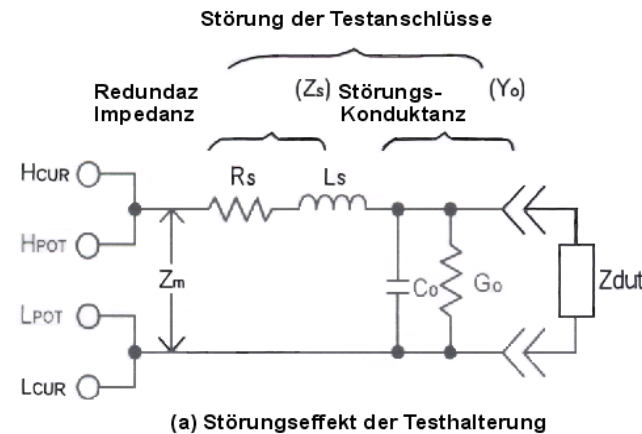 Störung der Testanschlüsse
Redundaz
Impedanz
(Zs)
Störungs-
Konduktanz
(Yo)
HCUR
HPOT
LPOT
LCUR
Zm
Rs
Ls
Co
Go
Zdut
(a) Störungseffekt der Testhalterung